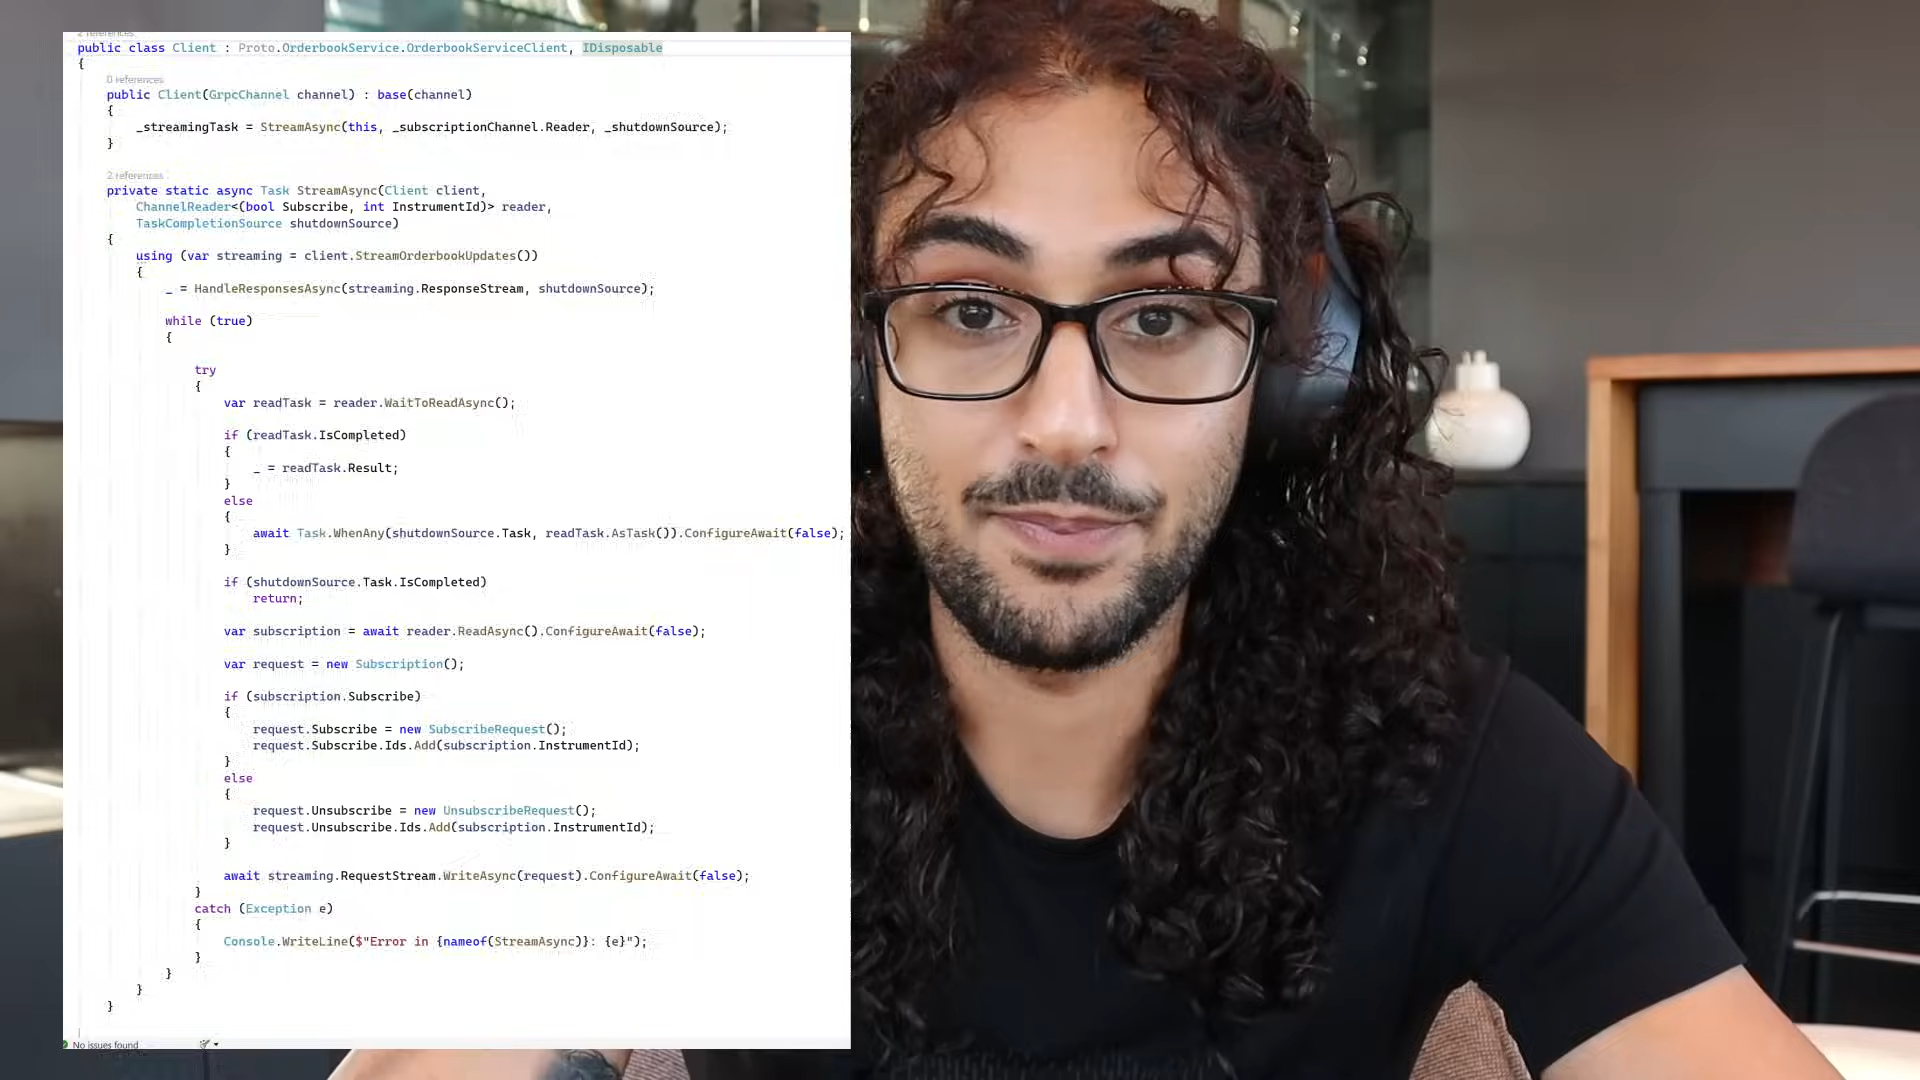 2 references
public class Client : Proto.OrderbookService.OrderbookServiceClient, IDisposable
{
0 references
public Client(GrpcChannel channel) : base(channel)
{
_streamingTask = StreamAsync(this, _subscriptionChannel.Reader, _shutdownSource);
}
2 references
private static async Task StreamAsync(Client client,
ChannelReader<(bool Subscribe, int InstrumentId)> reader,
TaskCompletionSource shutdownSource)
{
using (var streaming = client.StreamOrderbookUpdates())
{
_ = HandleResponsesAsync(streaming.ResponseStream, shutdownSource);
while (true)
{
try
{
var readTask = reader.WaitToReadAsync();
if (readTask.IsCompleted)
{
_ = readTask.Result;
}
else
{
await Task.WhenAny(shutdownSource.Task, readTask.AsTask()).ConfigureAwait(false);
}
if (shutdownSource.Task.IsCompleted)
return;
var subscription = await reader.ReadAsync().ConfigureAwait(false);
var request = new Subscription();
if (subscription.Subscribe)
{
request.Subscribe = new SubscribeRequest();
request.Subscribe.Ids.Add(subscription.InstrumentId);
}
else
{
request.Unsubscribe = new UnsubscribeRequest();
request.Unsubscribe.Ids.Add(subscription.InstrumentId);
}
await streaming.RequestStream.WriteAsync(request).ConfigureAwait(false);
}
catch (Exception e)
{
Console.WriteLine($"Error in {nameof(StreamAsync)}: {e}");
}
}
}
}
No issues found